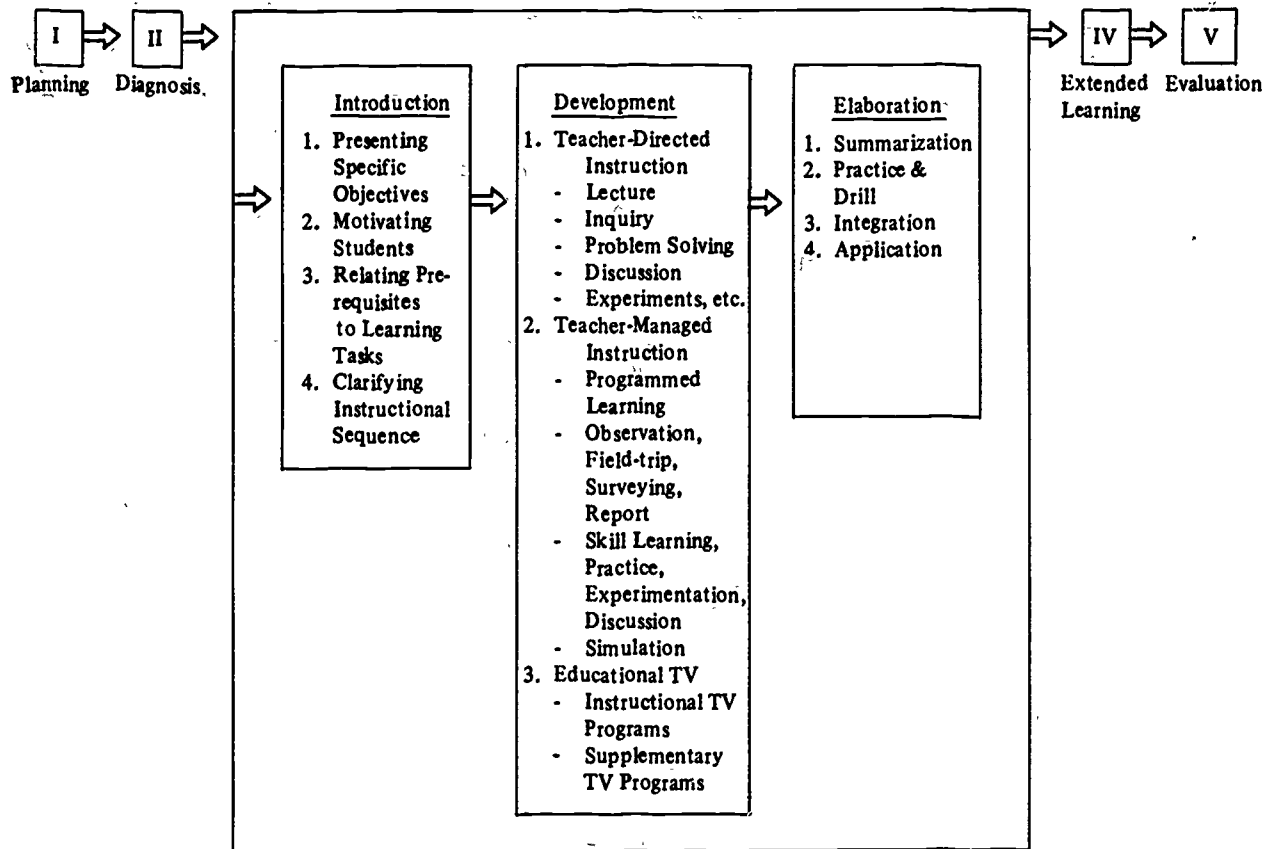 I
Planning
II
Diagnosis.
Introduction
1. Presenting
Specific
Objectives
2. Motivating
Students
3. Relating Pre-
requisites
to Learning
Tasks
4. Clarifying
Instructional
Sequence
Development
1. Teacher-Directed
Instruction
- Lecture
- Inquiry
- Problem Solving
- Discussion
- Experiments, etc.
2. Teacher-Managed
Instruction
- Programmed
Learning
- Observation,
Field-trip,
Surveying,
Report
- Skill Learning,
Practice,
Experimentation,
Discussion
- Simulation
3. Educational TV
- Instructional TV
Programs
- Supplementary
TV Programs
Elaboration
1. Summarization
2. Practice &
Drill
3. Integration
4. Application
IV
Extended
Learning
V
Evaluation